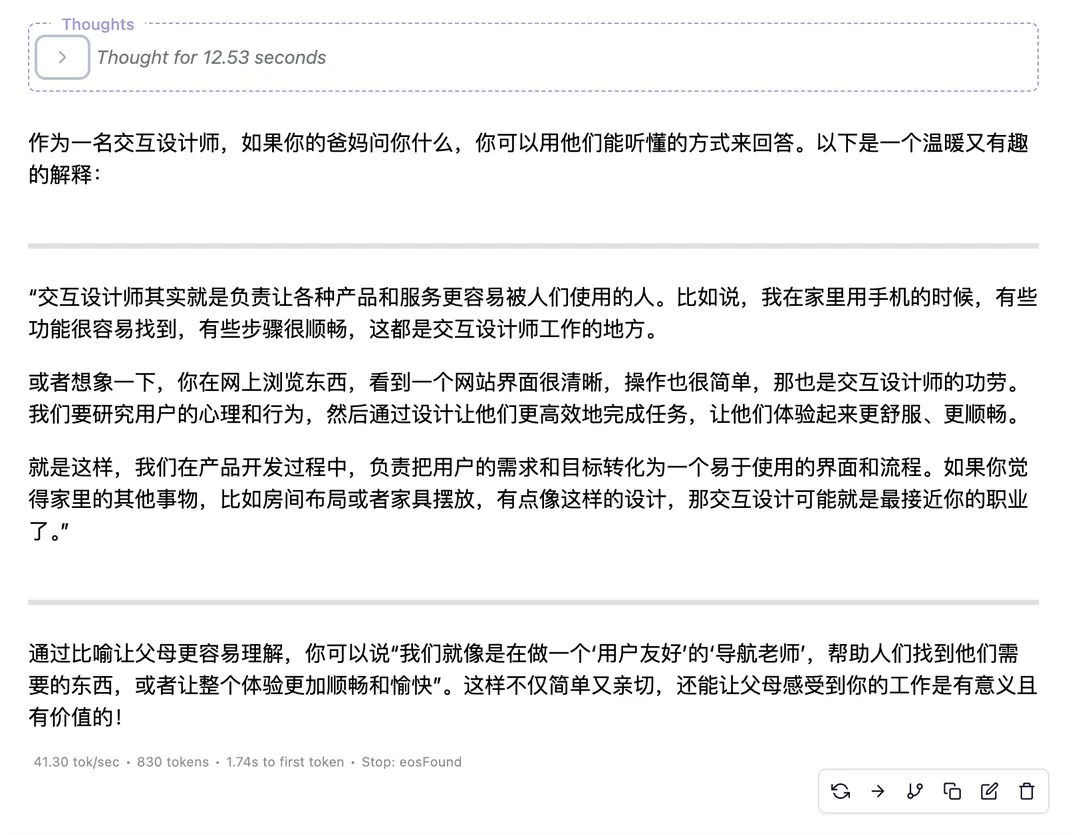 Thoughts
Thought for 12.53 seconds
作为一名交互设计师，如果你的爸妈问你什么，你可以用他们能听懂的方式来回答。以下是一个温暖又有趣
的解释：
“交互设计师其实就是负责让各种产品和服务更容易被人们使用的人。比如说，我在家里用手机的时候，有些
功能很容易找到，有些步骤很顺畅，这都是交互设计师工作的地方。
或者想象一下，你在网上浏览东西，看到一个网站界面很清晰，操作也很简单，那也是交互设计师的功劳。
我们要研究用户的心理和行为，然后通过设计让他们更高效地完成任务，让他们体验起来更舒服、更顺畅。
就是这样，我们在产品开发过程中，负责把用户的需求和目标转化为一个易于使用的界面和流程。如果你觉
得家里的其他事物，比如房间布局或者家具摆放，有点像这样的设计，那交互设计可能就是最接近你的职业
了。”
通过比喻让父母更容易理解，你可以说“我们就像是在做一个‘用户友好’的‘导航老师’，帮助人们找到他们需
要的东西，或者让整个体验更加顺畅和愉快”。这样不仅简单又亲切，还能让父母感受到你的工作是有意义且
有价值的！
41.30 tok/sec • 830 tokens • 1.74s to first token • Stop: eosFound